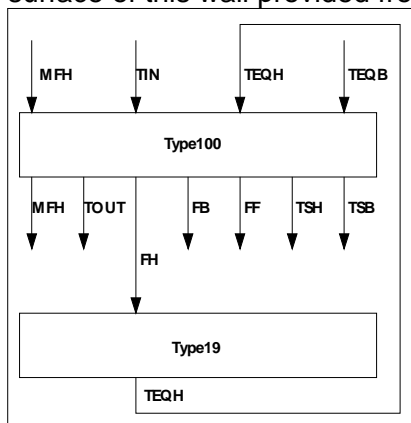 surface of this wall provided fro
MFH TIN TEQH TEQB
Type100
MFH TOUT FB FF TSH TSB
FH
Type19
TEQH